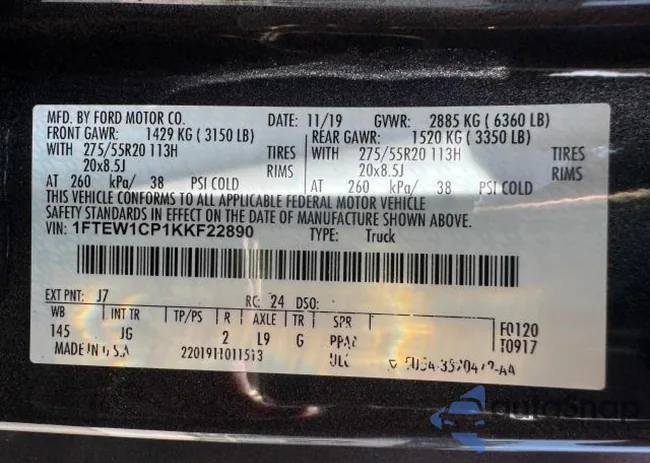 MFD. BY FORD MOTOR CO. DATE: 11/19 GVWR: 2885 KG (6360 LB)
FRONT GAWR: 1429 KG (3150 LB) REAR GAWR: 1520 KG (3350 LB)
WITH 275/55R20 113H TIRES WITH 275/55R20 113H TIRES
20x8.5J RIMS 20x8.5J RIMS
AT 260 kPa/ 38 PSI COLD AT 260 kPa/ 38 PSI COLD
THIS VEHICLE CONFORMS TO ALL APPLICABLE FEDERAL MOTOR VEHICLE
SAFETY STANDARDS IN EFFECT ON THE DATE OF MANUFACTURE SHOWN ABOVE.
VIN: 1FTEW1CP1KKF22890 TYPE: Truck
EXT PNT: J7 RC: 24 DSO:
WB INT TR TP/PS R AXLE TR SPR
145 JG 2 L9 G F0120
T0917
MADE IN U.S.A 2201911011513
autoSnap